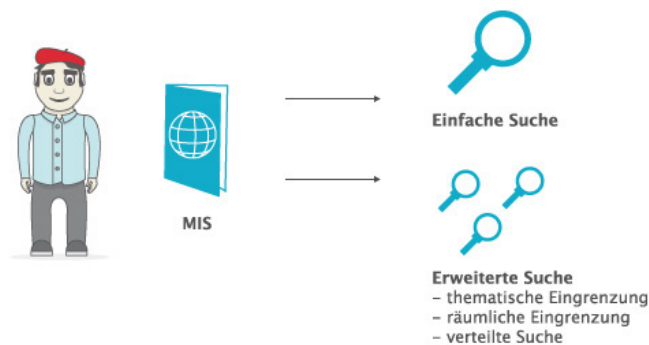 Einfache Suche
MIS
Erweiterte Suche
– thematische Eingrenzung
– räumliche Eingrenzung
– verteilte Suche